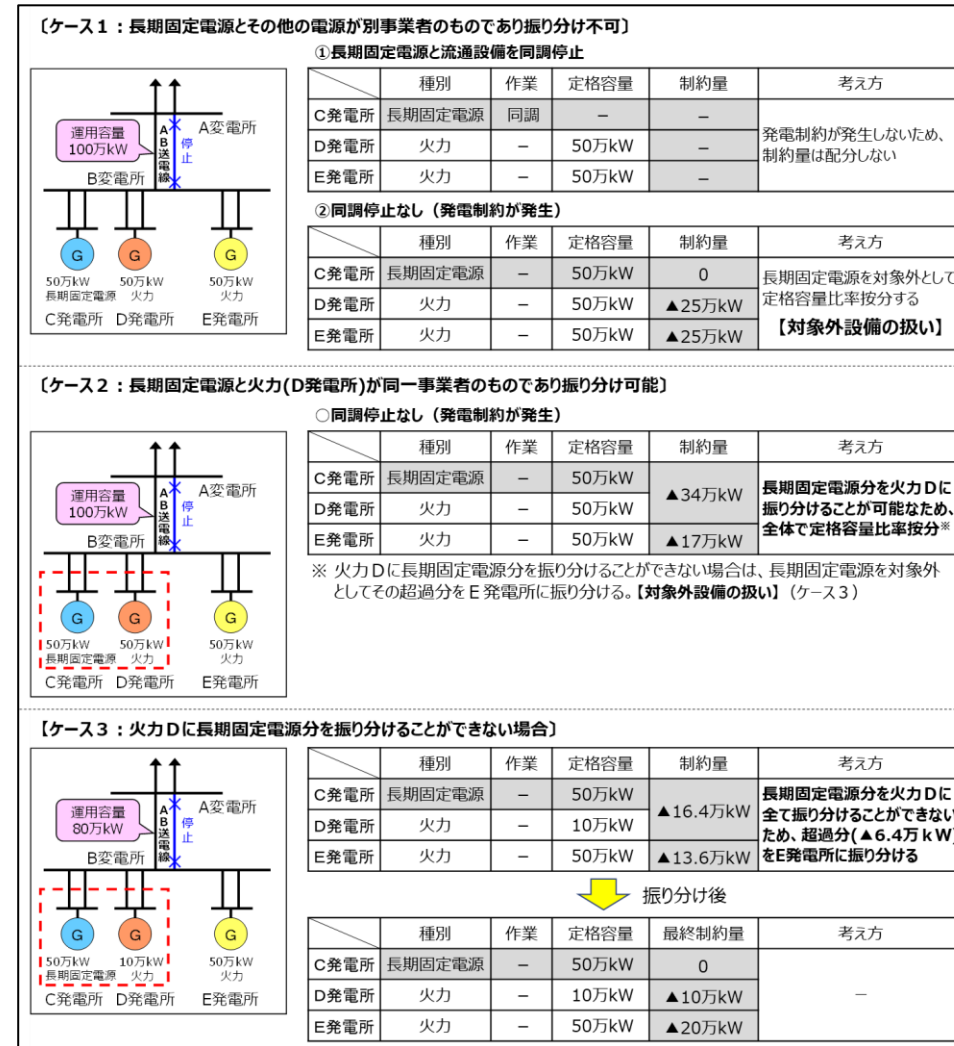 〔ケース１：長期固定電源とその他の電源が別事業者のものであり振り分け不可〕
①長期固定電源と流通設備を同調停止
運用容量
100万kW
AB送電線
停止
A変電所
B変電所
G G G
50万kW 50万kW 50万kW
長期固定電源 火力 火力
C発電所 D発電所 E発電所
種別 作業 定格容量 制約量 考え方
C発電所 長期固定電源 同調 － －
D発電所 火力 － 50万kW －
E発電所 火力 － 50万kW －
発電制約が発生しないため、
制約量は配分しない
②同調停止なし（発電制約が発生）
種別 作業 定格容量 制約量 考え方
C発電所 長期固定電源 － 50万kW 0
D発電所 火力 － 50万kW ▲25万kW
E発電所 火力 － 50万kW ▲25万kW
長期固定電源を対象外として
定格容量比率按分する
【対象外設備の扱い】
〔ケース２：長期固定電源と火力(D発電所)が同一事業者のものであり振り分け可能〕
○同調停止なし（発電制約が発生）
運用容量
100万kW
AB送電線
停止
A変電所
B変電所
G G G
50万kW 50万kW 50万kW
長期固定電源 火力 火力
C発電所 D発電所 E発電所
種別 作業 定格容量 制約量 考え方
C発電所 長期固定電源 － 50万kW
▲34万kW
D発電所 火力 － 50万kW
E発電所 火力 － 50万kW ▲17万kW
長期固定電源分を火力Ｄに
振り分けることが可能なため、
全体で定格容量比率按分※
※ 火力Ｄに長期固定電源分を振り分けることができない場合は、長期固定電源を対象外
としてその超過分をＥ発電所に振り分ける。【対象外設備の扱い】（ケース３）
【ケース３：火力Ｄに長期固定電源分を振り分けることができない場合〕
運用容量
80万kW
AB送電線
停止
A変電所
B変電所
G G G
50万kW 10万kW 50万kW
長期固定電源 火力 火力
C発電所 D発電所 E発電所
種別 作業 定格容量 制約量 考え方
C発電所 長期固定電源 － 50万kW
▲16.4万kW
D発電所 火力 － 10万kW
E発電所 火力 － 50万kW ▲13.6万kW
長期固定電源分を火力Ｄに
全て振り分けることができない
ため、超過分(▲6.4万ｋＷ)
をE発電所に振り分ける
振り分け後
種別 作業 定格容量 最終制約量 考え方
C発電所 長期固定電源 － 50万kW 0
D発電所 火力 － 10万kW ▲10万kW
E発電所 火力 － 50万kW ▲20万kW
－